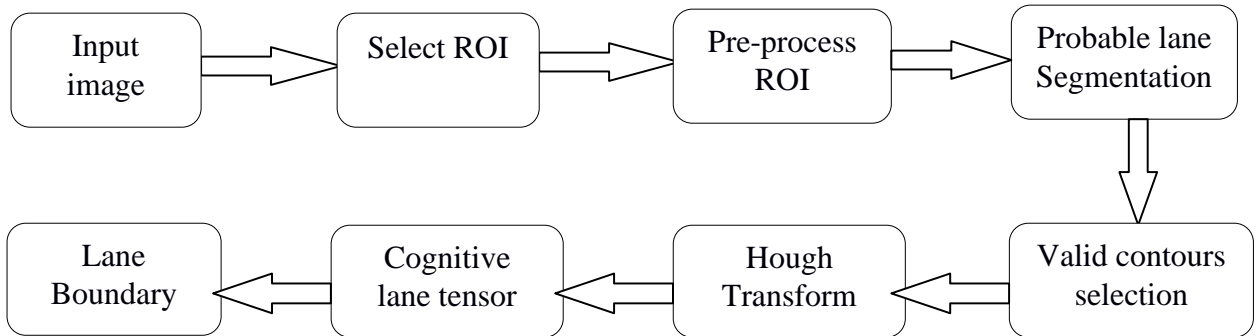 Input
image
Select ROI
Pre-process
ROI
Probable lane
Segmentation
Valid contours
selection
Hough
Transform
Cognitive
lane tensor
Lane
Boundary